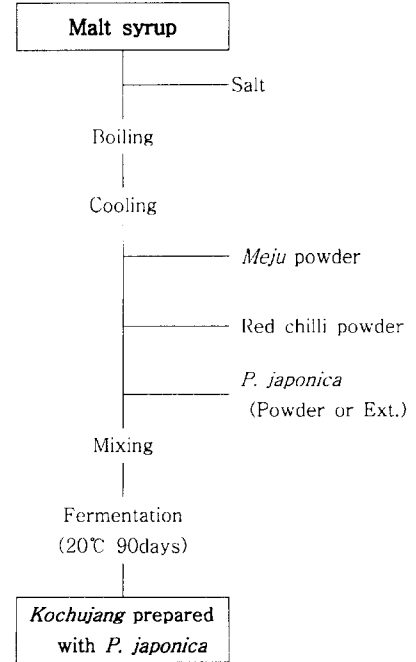 Malt syrup
Salt
Boiling
Cooling
Meju powder
Red chilli powder
P. japonica
(Powder or Ext.)
Mixing
Fermentation
(20℃ 90days)
Kochujang prepared
with P. japonica